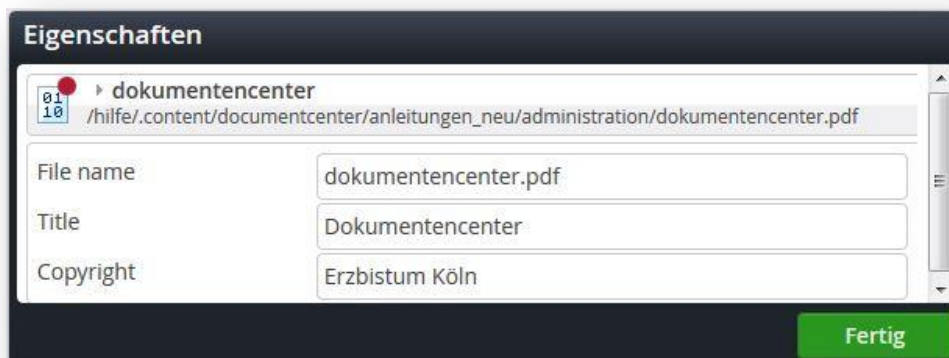 Eigenschaften
01
10
dokumentencenter
/hilfe/.content/documentcenter/anleitungen_neu/administration/dokumentencenter.pdf
File name
dokumentencenter.pdf
Title
Dokumentencenter
Copyright
Erzbistum Köln
Fertig